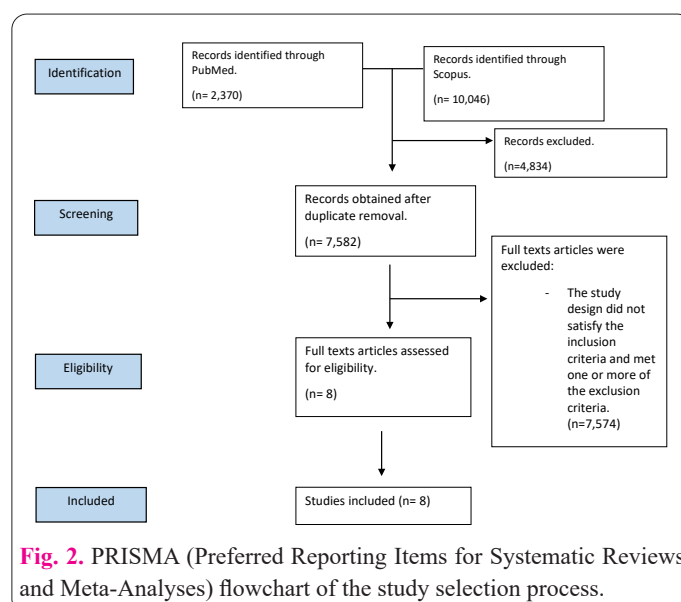 Identification
Records identified through
PubMed.
(n= 2,370)
Records identified through
Scopus.
(n= 10,046)
Records excluded.
(n=4,834)
Screening
Records obtained after
duplicate removal.
(n= 7,582)
Full texts articles were
excluded:
- The study
design did not
satisfy the
inclusion
criteria and met
one or more of
the exclusion
criteria.
(n=7,574)
Eligibility
Full texts articles assessed
for eligibility.
(n= 8)
Included
Studies included (n= 8)
Fig. 2. PRISMA (Preferred Reporting Items for Systematic Reviews
and Meta-Analyses) flowchart of the study selection process.